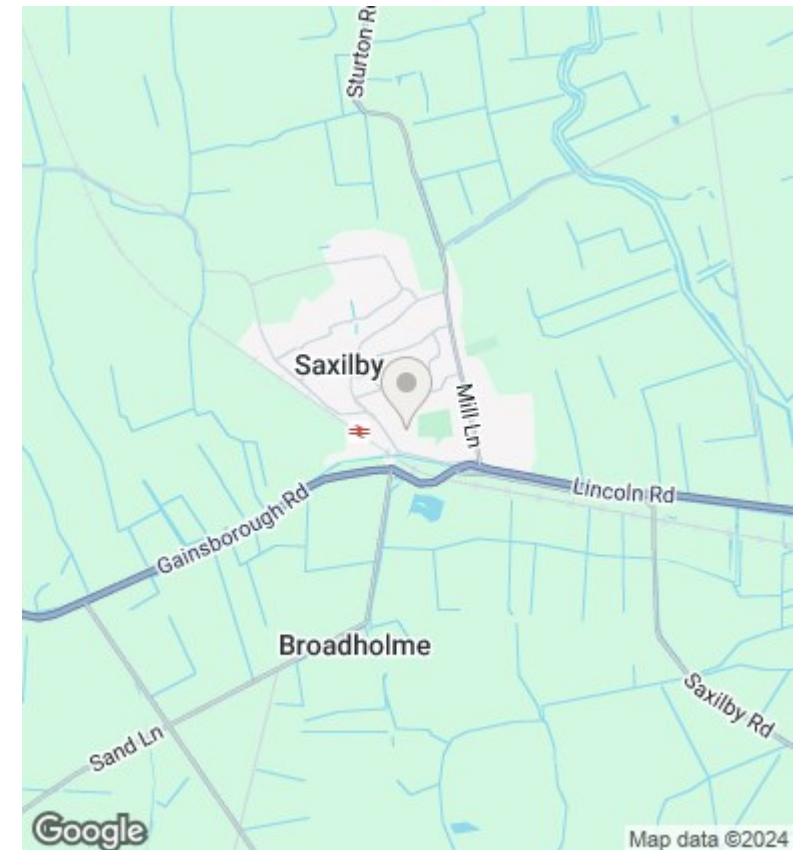 Sturton Rd
Saxilby
Mill Ln
Lincoln Rd
Gainsborough Rd
Broadholme
Saxilby Rd
Sand Ln
Google
Map data ©2024